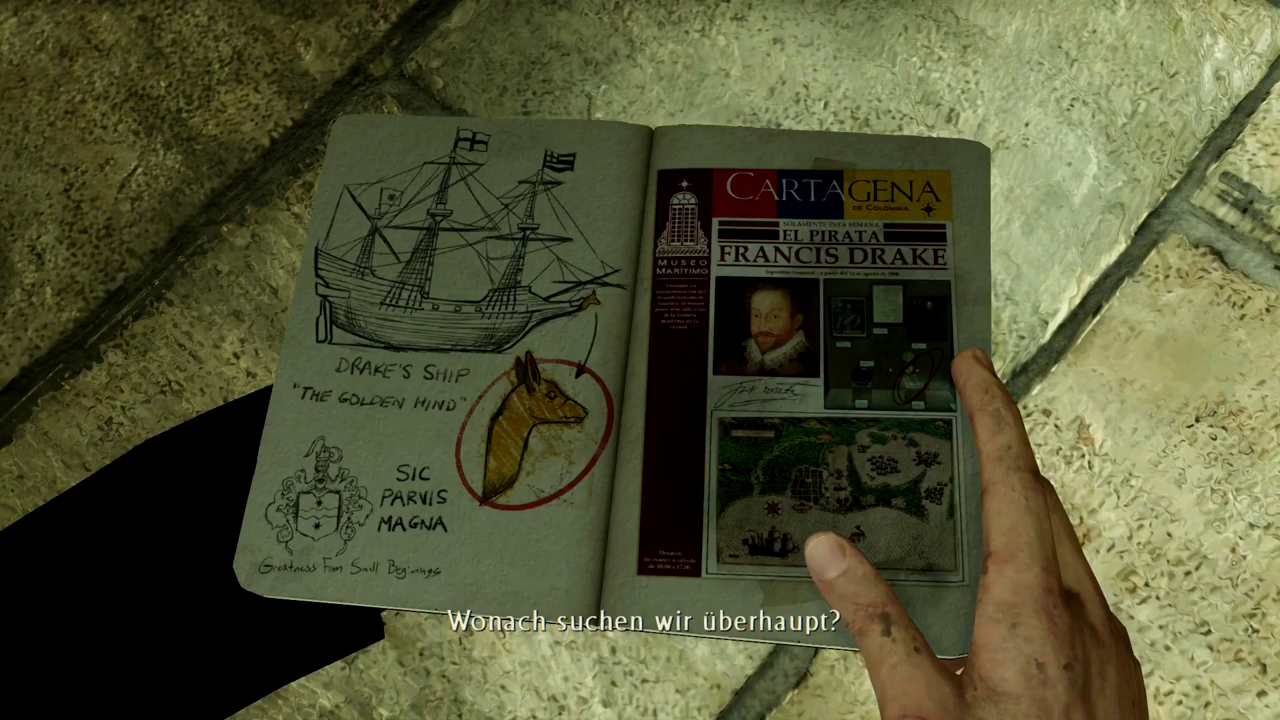 DRAKE'S SHIP
"THE GOLDEN HIND"
SIC
PARVIS
MAGNA
Greatness From Small Beginnings
CARTAGENA
DE COLOMBIA
SOLAMENTE ESTA SEMANA
EL PIRATA
FRANCIS DRAKE
MUSEO
MARÍTIMO
Wonach suchen wir überhaupt?